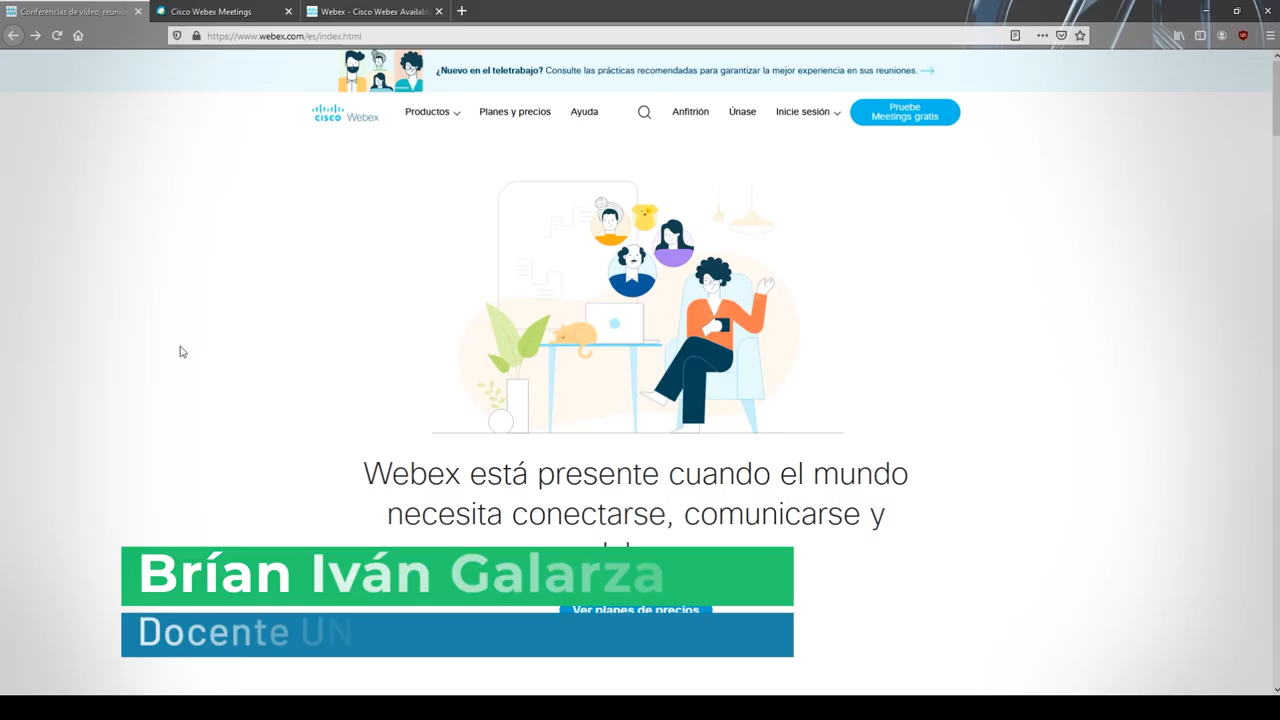 Conferencias de vídeo, reunio
Cisco Webex Meetings
Webex - Cisco Webex Availabl
https://www.webex.com/es/index.html
¿Nuevo en el teletrabajo? Consulte las prácticas recomendadas para garantizar la mejor experiencia en sus reuniones.
cisco Webex
Productos
Planes y precios
Ayuda
Anfitrión
Únase
Inicie sesión
Pruebe
Meetings gratis
Webex está presente cuando el mundo
necesita conectarse, comunicarse y
Brían Iván Galarza
Ver planes de precios
Docente UN